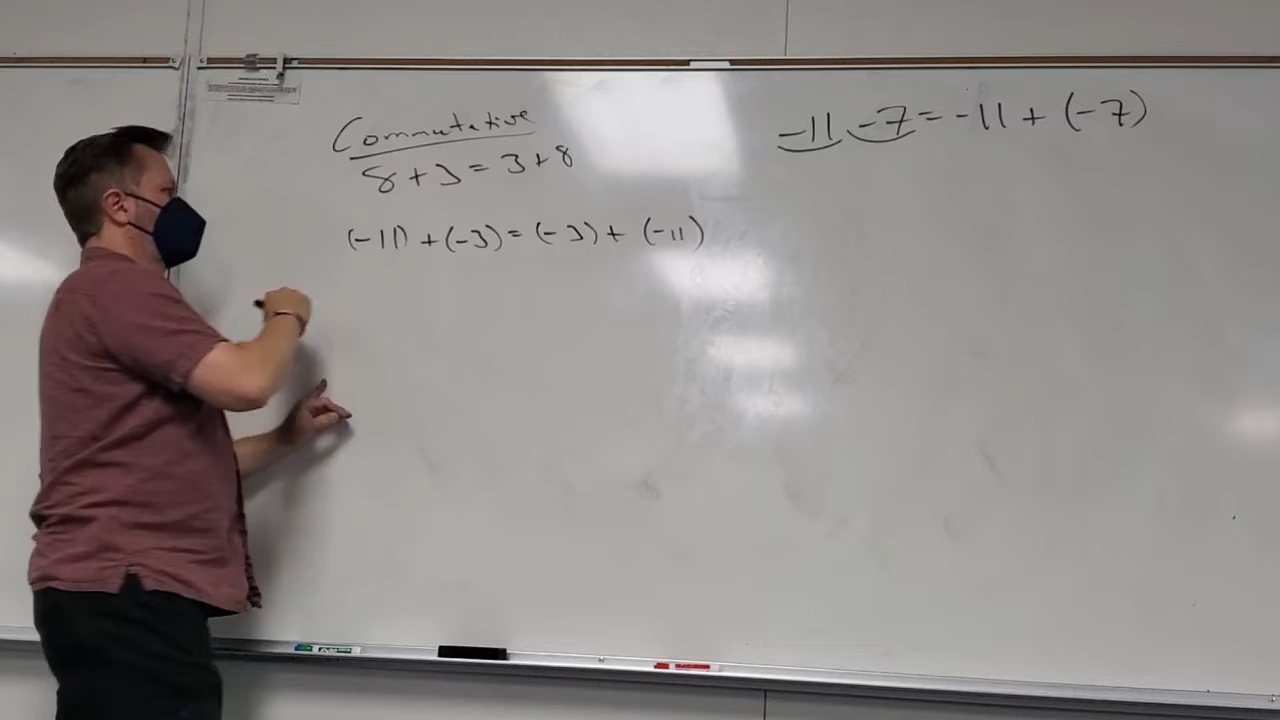 Commutative
8 + 3 = 3 + 8
(-11) + (-3) = (-3) + (-11)
-11 -7 = -11 + (-7)